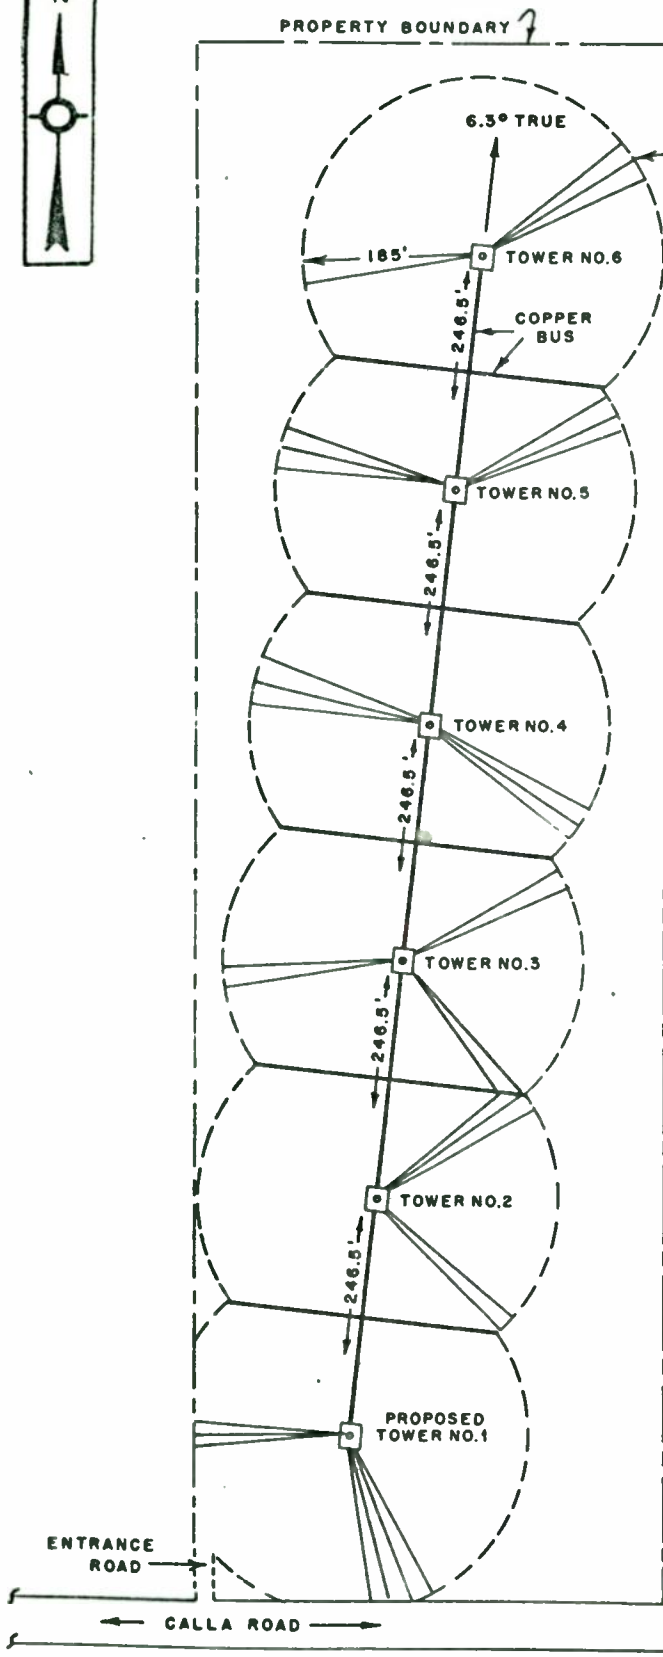 N
PROPERTY BOUNDARY
6.3° TRUE
185'
TOWER NO.6
246.5'
COPPER
BUS
TOWER NO.5
246.5'
TOWER NO.4
246.5'
TOWER NO.3
246.5'
TOWER NO.2
246.5'
PROPOSED
TOWER NO.1
ENTRANCE
ROAD
CALLA ROAD